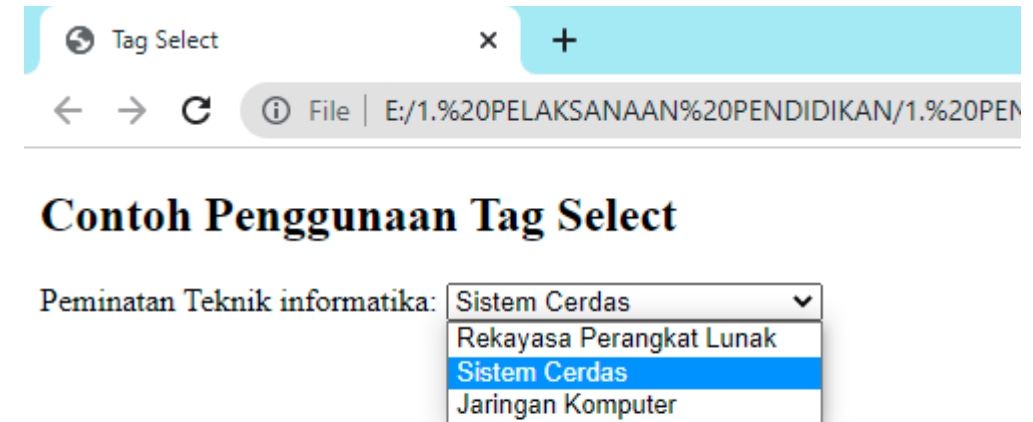 Tag Select
File | E:/1.%20PELAKSANAAN%20PENDIDIKAN/1.%20PEN
Contoh Penggunaan Tag Select
Peminatan Teknik informatika: Sistem Cerdas
Rekayasa Perangkat Lunak
Sistem Cerdas
Jaringan Komputer